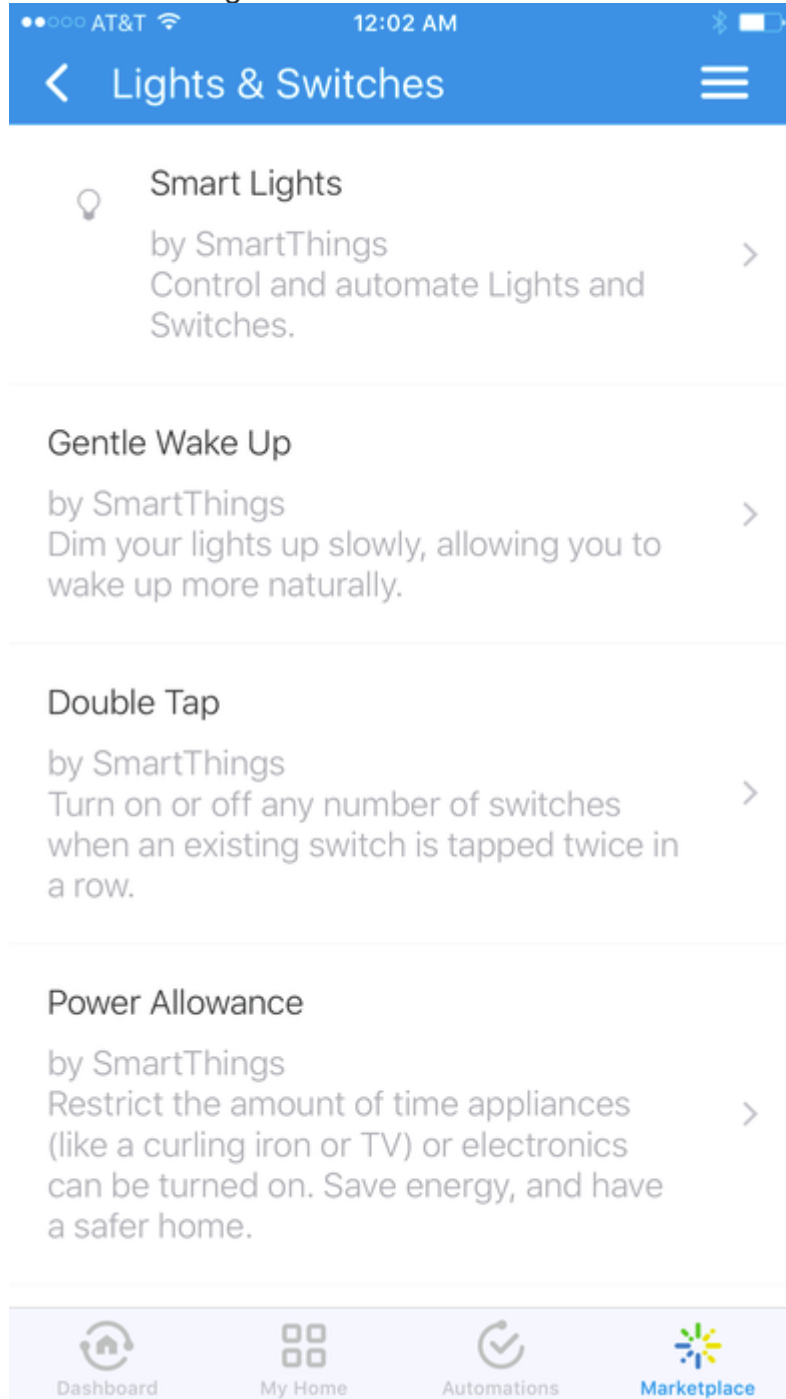 AT&T 12:02 AM
Lights & Switches
Smart Lights
by SmartThings
Control and automate Lights and
Switches.
Gentle Wake Up
by SmartThings
Dim your lights up slowly, allowing you to
wake up more naturally.
Double Tap
by SmartThings
Turn on or off any number of switches
when an existing switch is tapped twice in
a row.
Power Allowance
by SmartThings
Restrict the amount of time appliances
(like a curling iron or TV) or electronics
can be turned on. Save energy, and have
a safer home.
Dashboard My Home Automations Marketplace